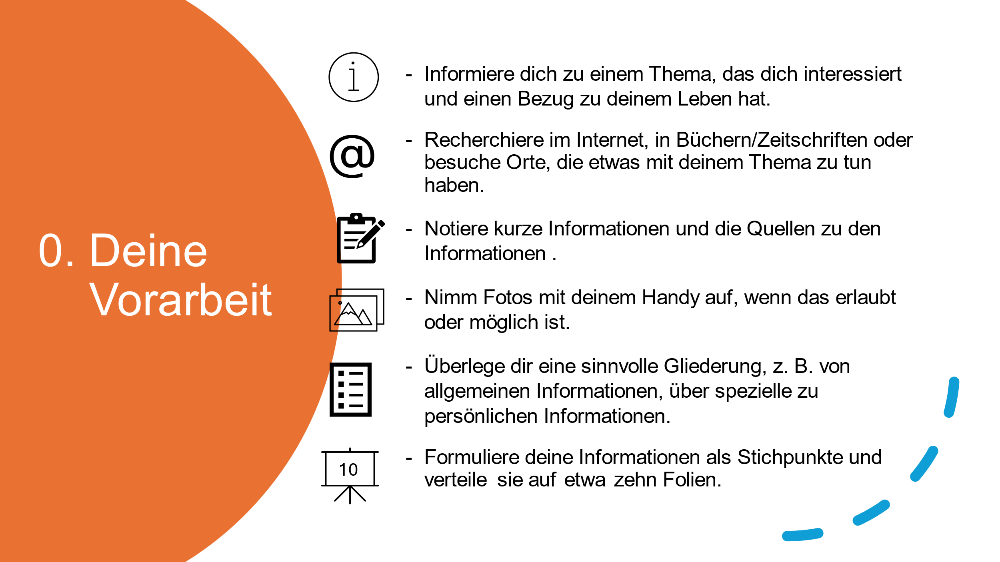 0. Deine
Vorarbeit
- Informiere dich zu einem Thema, das dich interessiert
und einen Bezug zu deinem Leben hat.
@
- Recherchiere im Internet, in Büchern/Zeitschriften oder
besuche Orte, die etwas mit deinem Thema zu tun
haben.
- Notiere kurze Informationen und die Quellen zu den
Informationen .
- Nimm Fotos mit deinem Handy auf, wenn das erlaubt
oder möglich ist.
- Überlege dir eine sinnvolle Gliederung, z. B. von
allgemeinen Informationen, über spezielle zu
persönlichen Informationen.
10
- Formuliere deine Informationen als Stichpunkte und
verteile  sie auf  etwa  zehn Folien.